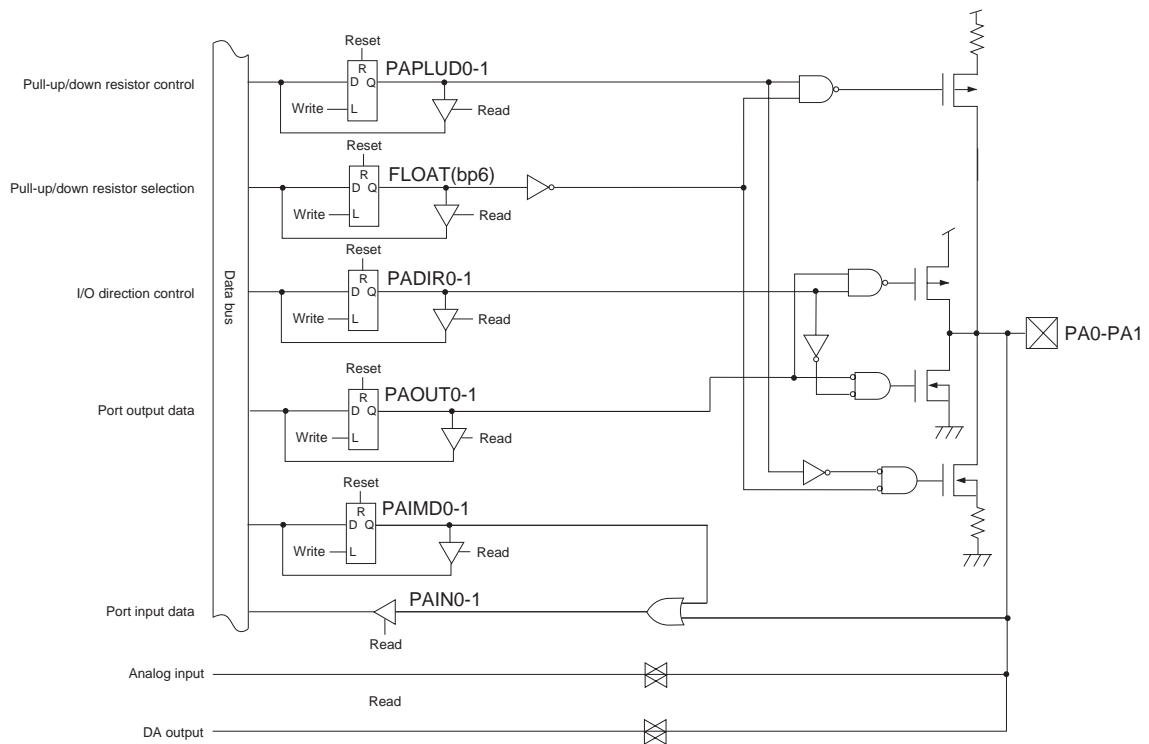 Reset
Pull-up/down resistor control
R
D Q
L
PAPLUD0-1
Write
Read
Reset
Pull-up/down resistor selection
R
D Q
L
FLOAT(bp6)
Write
Read
Reset
I/O direction control
R
D Q
L
PADIR0-1
Write
Read
Data bus
PA0-PA1
Reset
Port output data
R
D Q
L
PAOUT0-1
Write
Read
Reset
R
D Q
L
PAIMD0-1
Write
Read
Port input data
PAIN0-1
Read
Analog input
Read
DA output